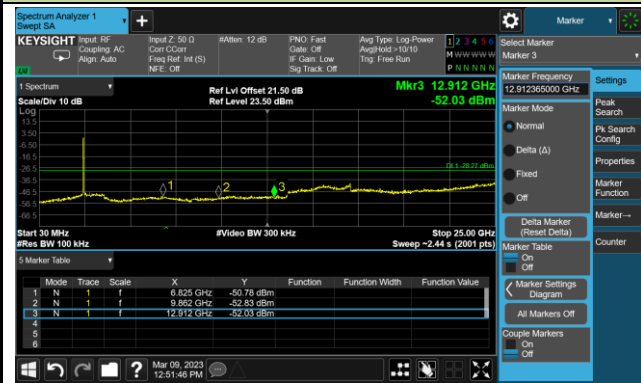 Spectrum Analyzer 1
Swept SA
Marker
KEYSIGHT
Input: RF
Coupling: AC
Align: Auto
Input Z: 50 Ω
Corr CCorr
Freq Ref: Int (S)
NFE: Off
#Atten: 12 dB
PNO: Fast
Gate: Off
IF Gain: Low
Sig Track: Off
Avg Type: Log-Power
Avg|Hold:>10/10
Trig: Free Run
1 2 3 4 5 6
M W W W W W
P N N N N N
LXI
Select Marker
Marker 3
1 Spectrum
Scale/Div 10 dB
Ref Lvl Offset 21.50 dB
Ref Level 23.50 dBm
Mkr3 12.912 GHz
-52.03 dBm
Log
13.5
3.50
-6.50
-16.5
-26.5
-36.5
-46.5
-56.5
-66.5
DL1 -28.27 dBm
1
2
3
Start 30 MHz
#Res BW 100 kHz
#Video BW 300 kHz
Stop 25.00 GHz
Sweep ~2.44 s (2001 pts)
5 Marker Table
Mode Trace Scale X Y Function Function Width Function Value
1 N 1 f 6.825 GHz -50.78 dBm
2 N 1 f 9.862 GHz -52.83 dBm
3 N 1 f 12.912 GHz -52.03 dBm
4
5
6
Marker Frequency
12.912365000 GHz
Marker Mode
Normal
Delta (Δ)
Fixed
Off
Delta Marker
(Reset Delta)
Marker Table
On
Off
Marker Settings
Diagram
All Markers Off
Couple Markers
On
Off
Settings
Peak
Search
Pk Search
Config
Properties
Marker
Function
Marker→
Counter
Mar 09, 2023
12:51:46 PM